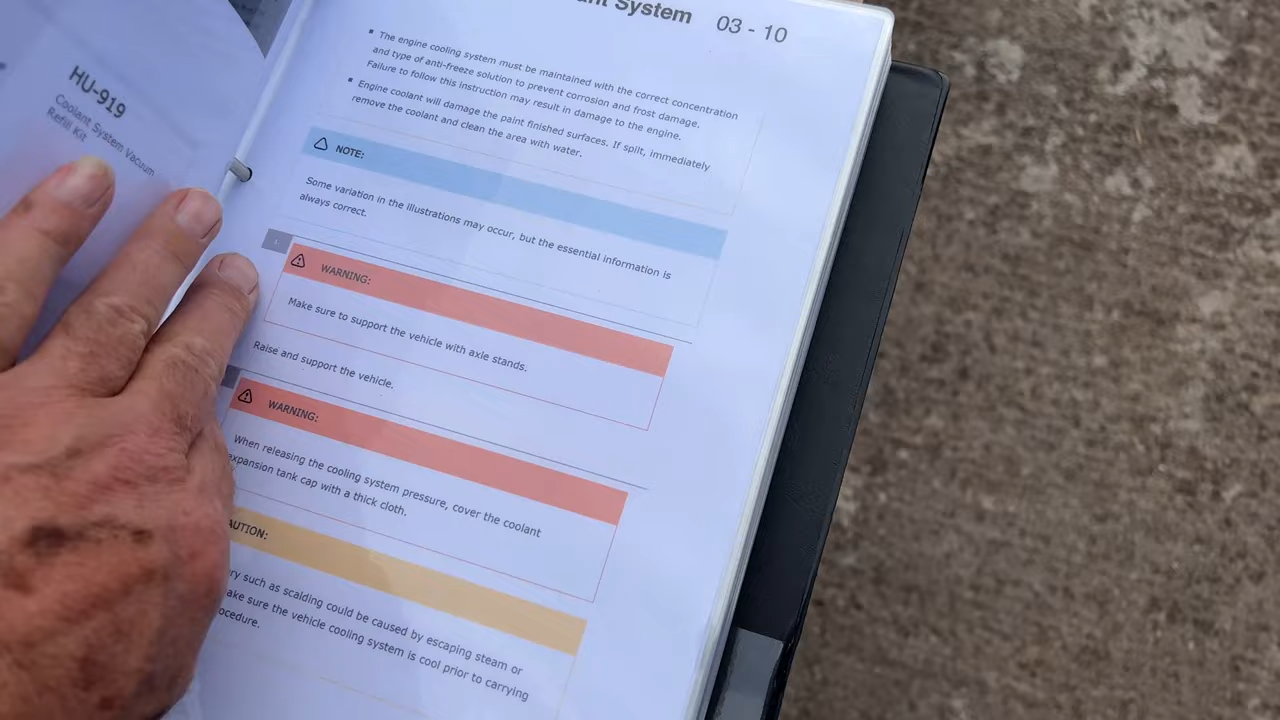 HU-919
Coolant System Vacuum
Refill Kit
ant System 03 - 10
▪ The engine cooling system must be maintained with the correct concentration
and type of anti-freeze solution to prevent corrosion and frost damage.
Failure to follow this instruction may result in damage to the engine.
▪ Engine coolant will damage the paint finished surfaces. If spilt, immediately
remove the coolant and clean the area with water.
NOTE:
Some variation in the illustrations may occur, but the essential information is
always correct.
1.
WARNING:
Make sure to support the vehicle with axle stands.
Raise and support the vehicle.
WARNING:
When releasing the cooling system pressure, cover the coolant
expansion tank cap with a thick cloth.
AUTION:
ry such as scalding could be caused by escaping steam or
ake sure the vehicle cooling system is cool prior to carrying
ocedure.